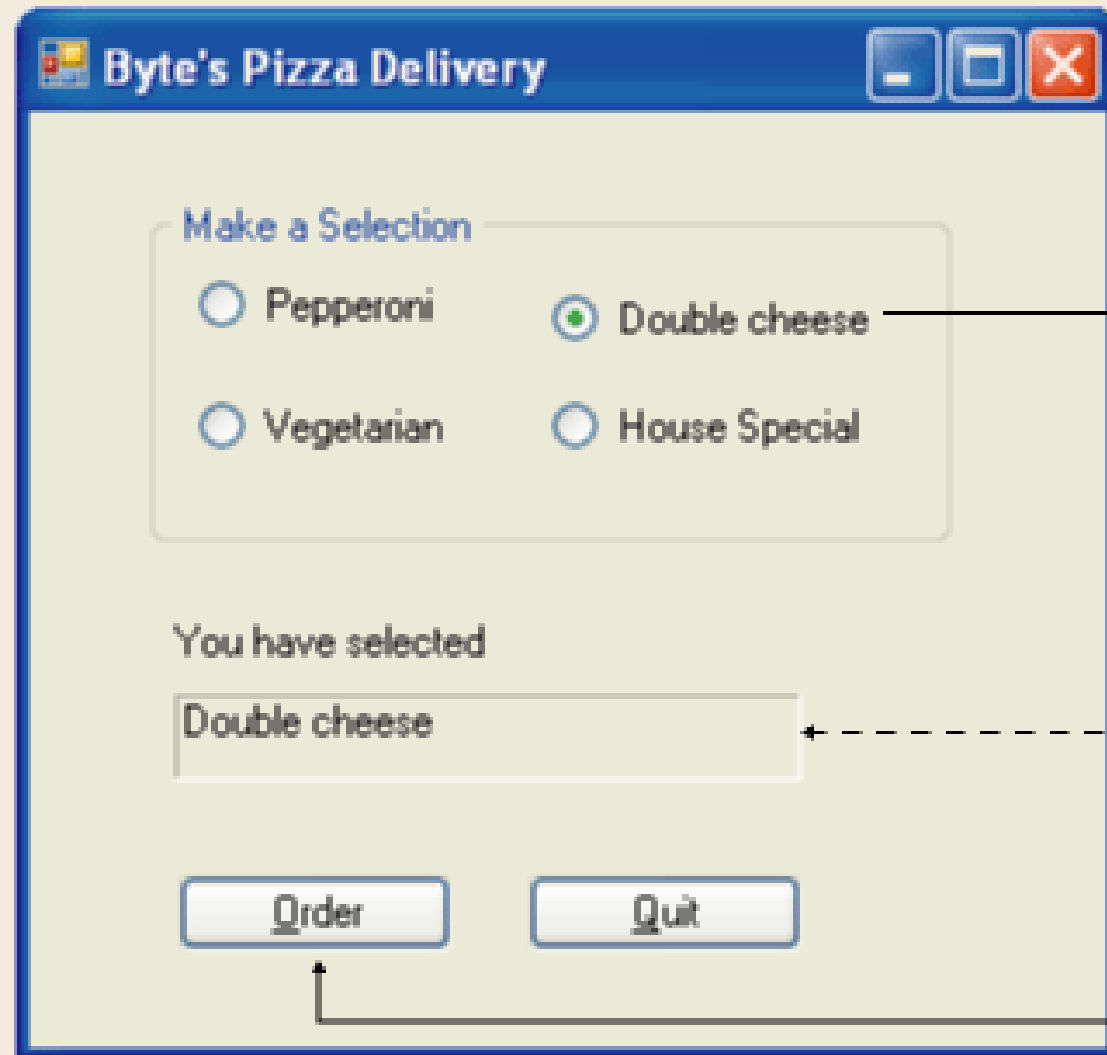 Byte's Pizza Delivery
Make a Selection
Pepperoni
Double cheese
Vegetarian
House Special
You have selected
Double cheese
Order
Quit